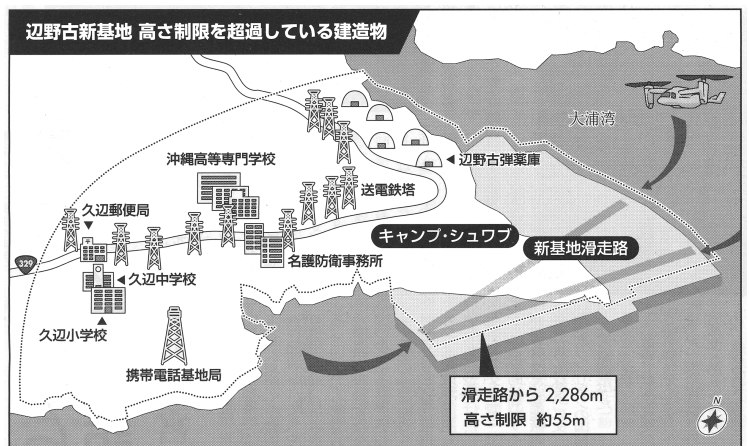 辺野古新基地 高さ制限を超過している建造物
大浦湾
沖縄高等専門学校
辺野古弾薬庫
送電鉄塔
久辺郵便局
キャンプ・シュワブ
新基地滑走路
329
名護防衛事務所
久辺中学校
久辺小学校
携帯電話基地局
滑走路から 2,286m
高さ制限 約55m
N